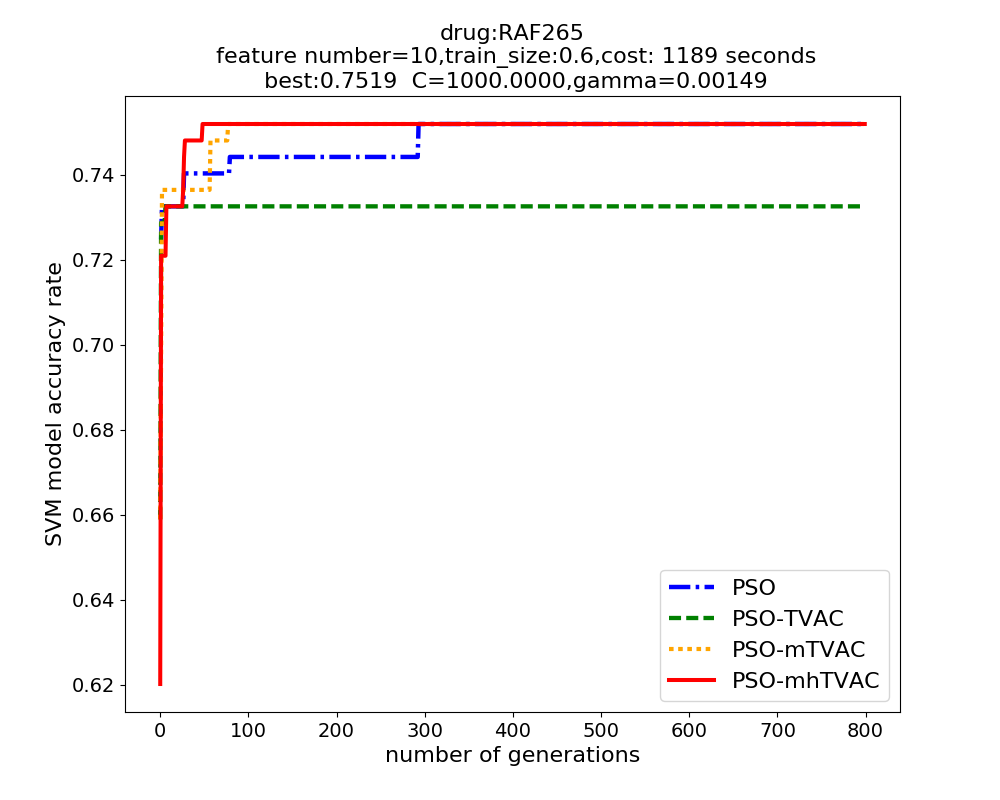 drug:RAF265
feature number=10,train_size:0.6,cost: 1189 seconds
best:0.7519  C=1000.0000,gamma=0.00149
SVM model accuracy rate
0.74
0.72
0.70
0.68
0.66
0.64
0.62
PSO
PSO-TVAC
PSO-mTVAC
PSO-mhTVAC
0 100 200 300 400 500 600 700 800
number of generations